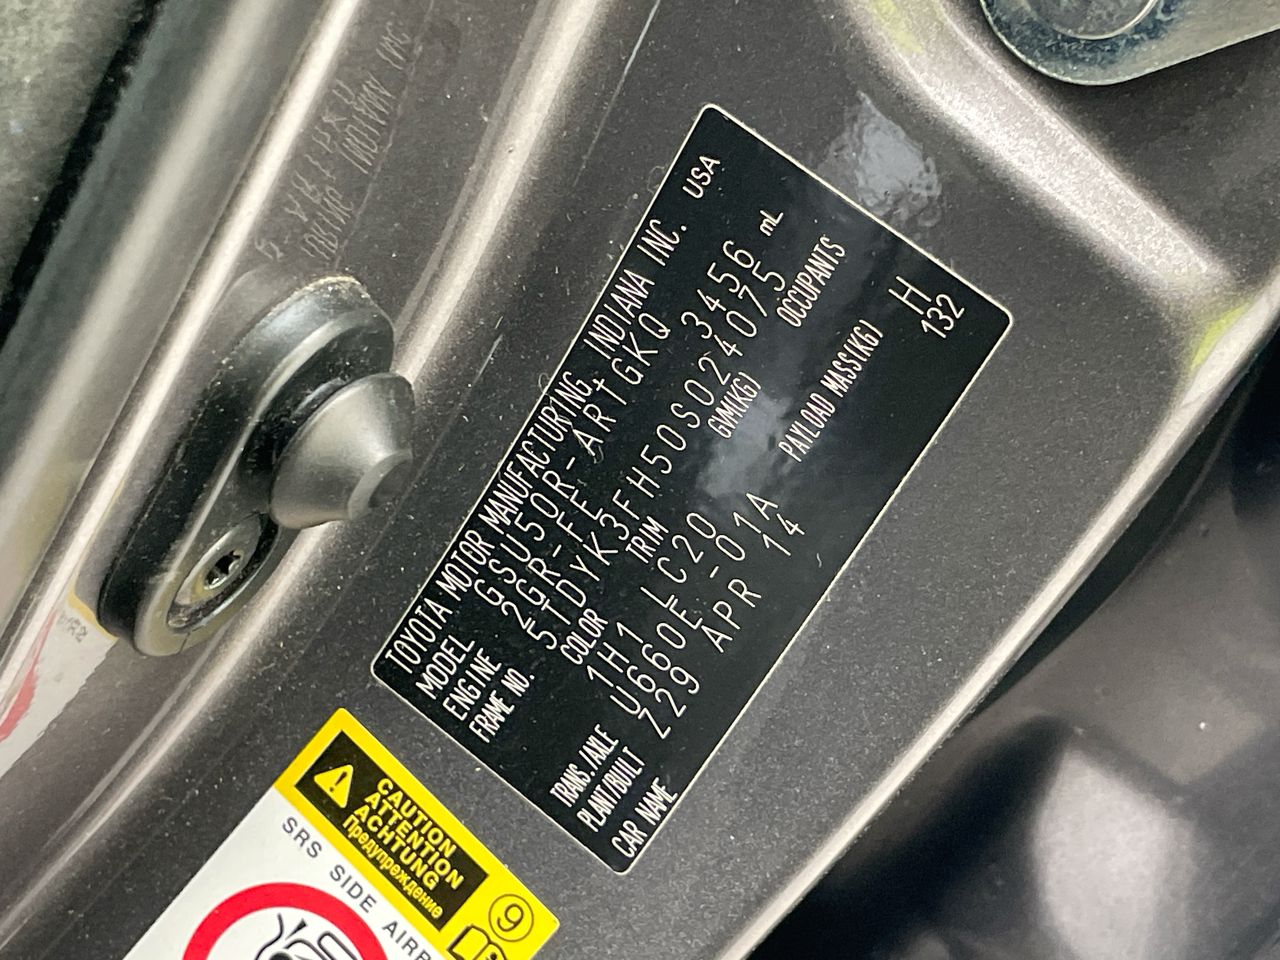 TOYOTA MOTOR MANUFACTURING INDIANA INC. USA
MODEL GSU50R-ARTGKQ
ENGINE 2GR-FE 3456 mL
FRAME NO. 5TDYK3FH50S024075
COLOR TRIM GVM(KG) OCCUPANTS
1H1 LC20
TRANS./AXLE U660E -01A PAYLOAD MASS(KG)
PLANT/BUILT Z29 APR 14
CAR NAME
H
132
CAUTION
ATTENTION
ACHTUNG
Предупреждение
9
SRS SIDE AIRB